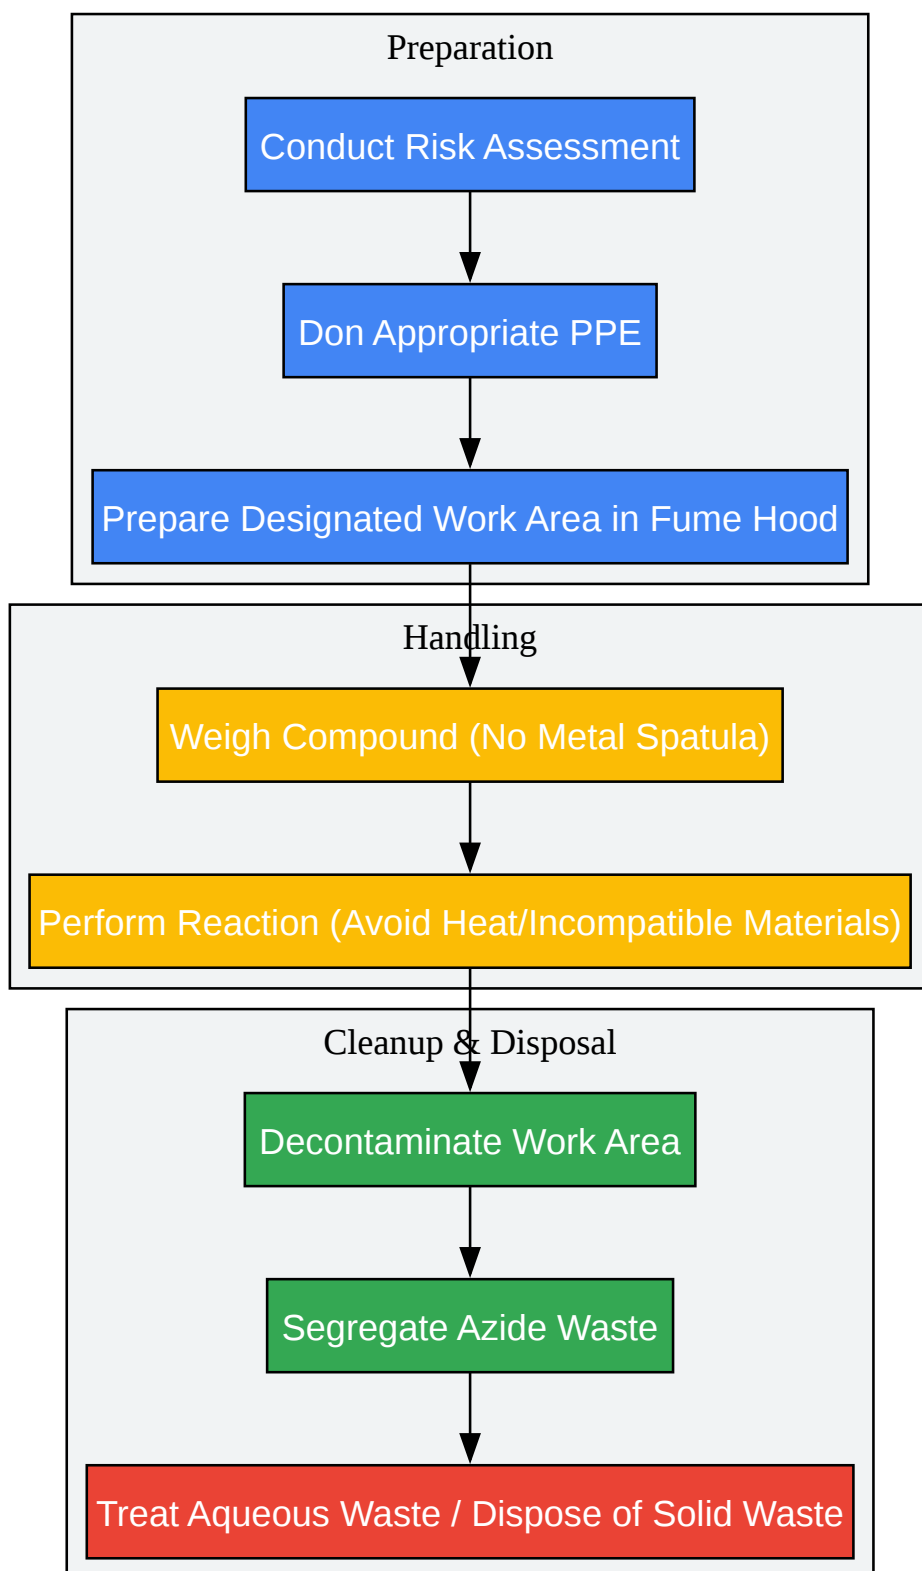 Preparation
Conduct Risk Assessment
Don Appropriate PPE
Prepare Designated Work Area in Fume Hood
Handling
Weigh Compound (No Metal Spatula)
Perform Reaction (Avoid Heat/Incompatible Materials)
Cleanup & Disposal
Decontaminate Work Area
Segregate Azide Waste
Treat Aqueous Waste / Dispose of Solid Waste